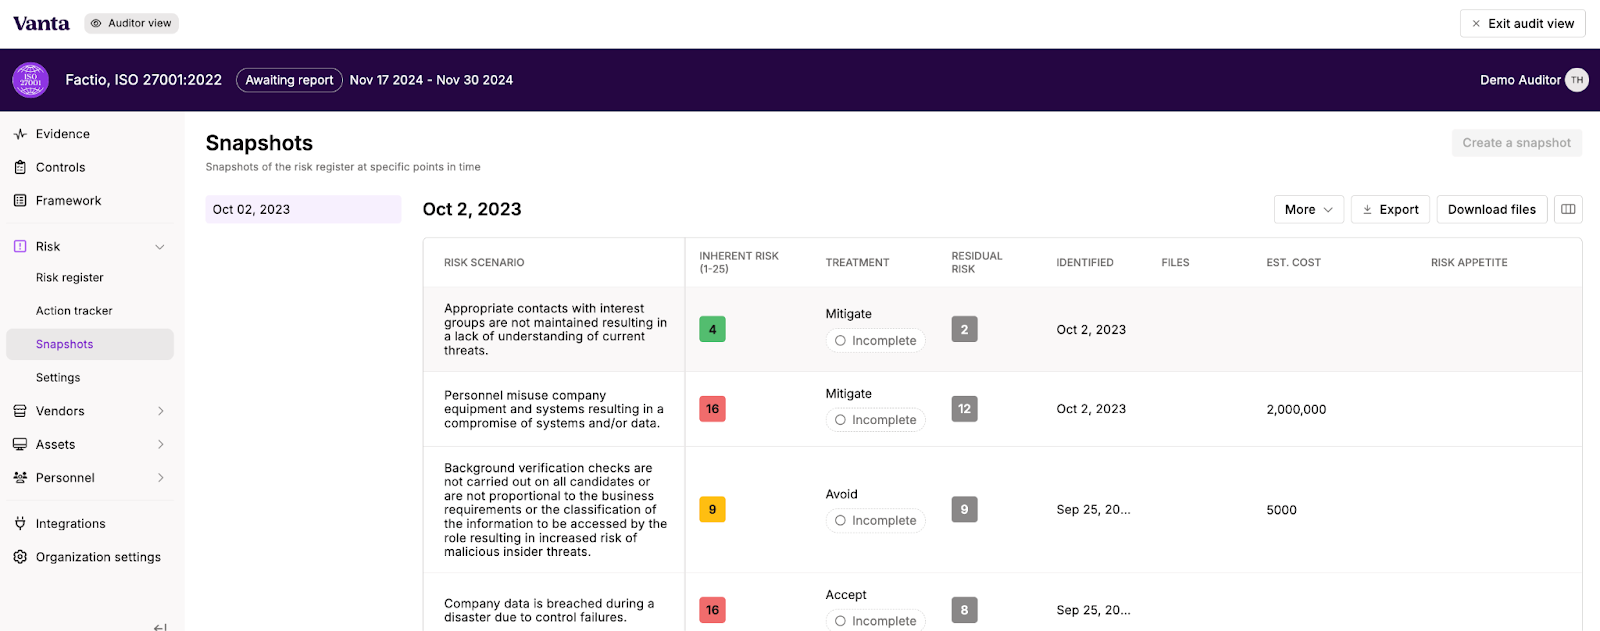 Vanta
Auditor view
Exit audit view
ISO
27001
Factio, ISO 27001:2022
Awaiting report
Nov 17 2024 - Nov 30 2024
Demo Auditor
TH
Evidence
Controls
Framework
Risk
Risk register
Action tracker
Snapshots
Settings
Vendors
Assets
Personnel
Integrations
Organization settings
Snapshots
Snapshots of the risk register at specific points in time
Create a snapshot
Oct 02, 2023
Oct 2, 2023
More
Export
Download files
RISK SCENARIO
INHERENT RISK
(1-25)
TREATMENT
RESIDUAL
RISK
IDENTIFIED
FILES
EST. COST
RISK APPETITE
Appropriate contacts with interest
groups are not maintained resulting in
a lack of understanding of current
threats.
4
Mitigate
Incomplete
2
Oct 2, 2023
Personnel misuse company
equipment and systems resulting in a
compromise of systems and/or data.
16
Mitigate
Incomplete
12
Oct 2, 2023
2,000,000
Background verification checks are
not carried out on all candidates or
are not proportional to the business
requirements or the classification of
the information to be accessed by the
role resulting in increased risk of
malicious insider threats.
9
Avoid
Incomplete
9
Sep 25, 20...
5000
Company data is breached during a
disaster due to control failures.
16
Accept
Incomplete
8
Sep 25, 20...